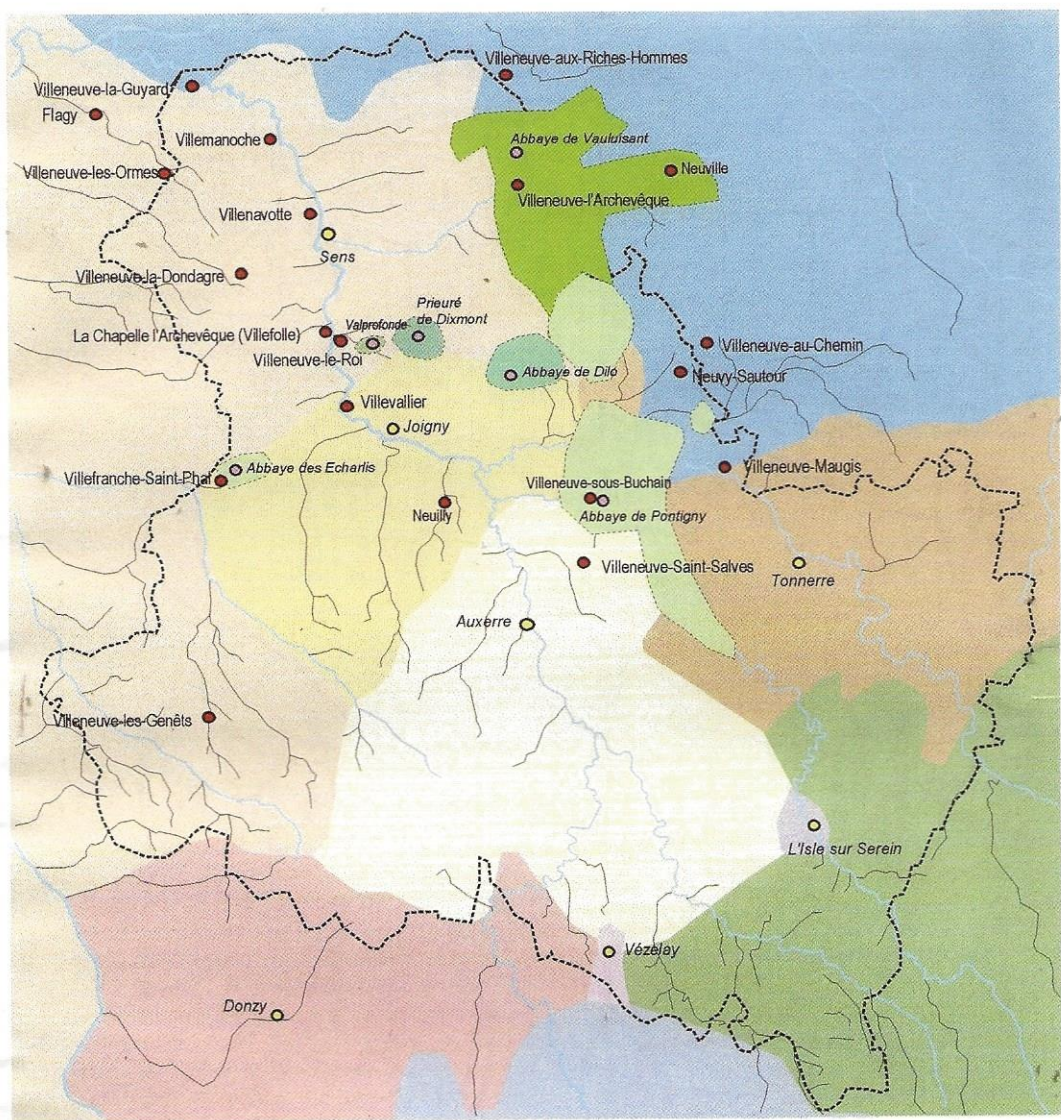 Villeneuve-aux-Riches-Hommes
Villeneuve-la-Guyard
Flagy
Villemanoche
Abbaye de Vauluisant
Villeneuve-les-Ormes
Neuville
Villeneuve-l'Archevêque
Villenavotte
Sens
Villeneuve-la-Dondagre
Prieuré
de Dixmont
La Chapelle l'Archevêque (Villefolle)
Valprofonde
Villeneuve-le-Roi
Villeneuve-au-Chemin
Abbaye de Dilo
Neuvy-Sautour
Villevallier
Joigny
Abbaye des Echarlis
Villefranche-Saint-Phal
Villeneuve-Maugis
Villeneuve-sous-Buchain
Neuilly
Abbaye de Pontigny
Villeneuve-Saint-Salves
Tonnerre
Auxerre
Villeneuve-les-Genêts
L'Isle sur Serein
Vézelay
Donzy